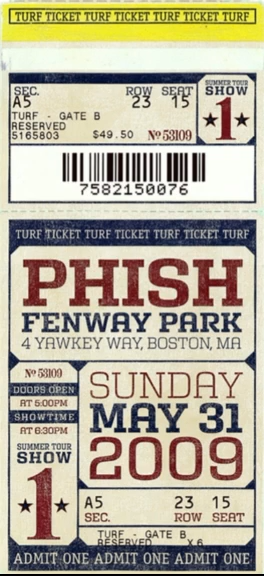 TURF TICKET TURF TICKET TURF TICKET TURF
SEC. ROW SEAT
A5 23 15
TURF - GATE B
RESERVED
5165803 $49.50 No 53109
SUMMER TOUR
SHOW
1
7582150076
TURF TICKET TURF TICKET TURF TICKET TURF
PHISH
FENWAY PARK
4 YAWKEY WAY, BOSTON, MA
No 53109
DOORS OPEN
AT 5:00PM
SHOWTIME
AT 6:30PM
SUMMER TOUR
SHOW
1
SUNDAY
MAY 31
2009
A5 23 15
SEC. ROW SEAT
TURF - GATE B
RESERVED X 6
ADMIT ONE ADMIT ONE ADMIT ONE